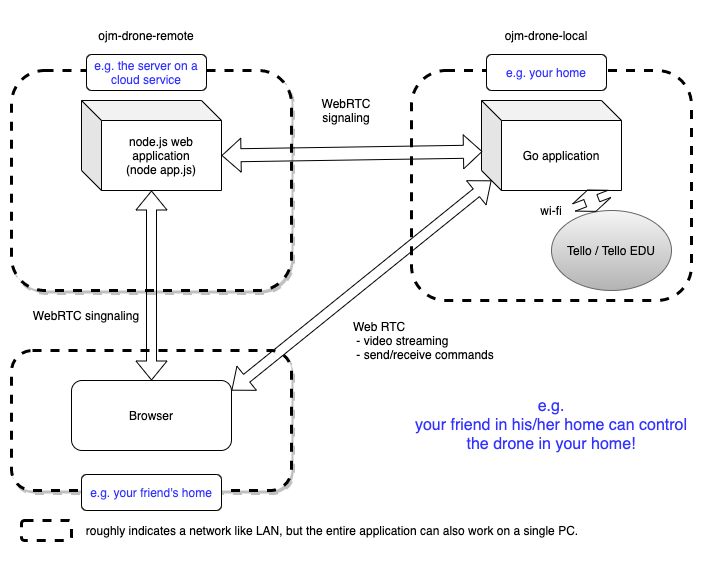 ojm-drone-remote
ojm-drone-local
e.g. the server on a
cloud service
e.g. your home
WebRTC
signaling
node.js web
application
(node app.js)
Go application
wi-fi
Tello / Tello EDU
WebRTC singnaling
Web RTC
- video streaming
- send/receive commands
Browser
e.g.
your friend in his/her home can control
the drone in your home!
e.g. your friend's home
roughly indicates a network like LAN, but the entire application can also work on a single PC.